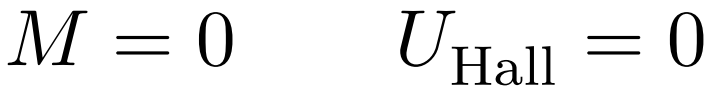 M = 0 U_Hall = 0